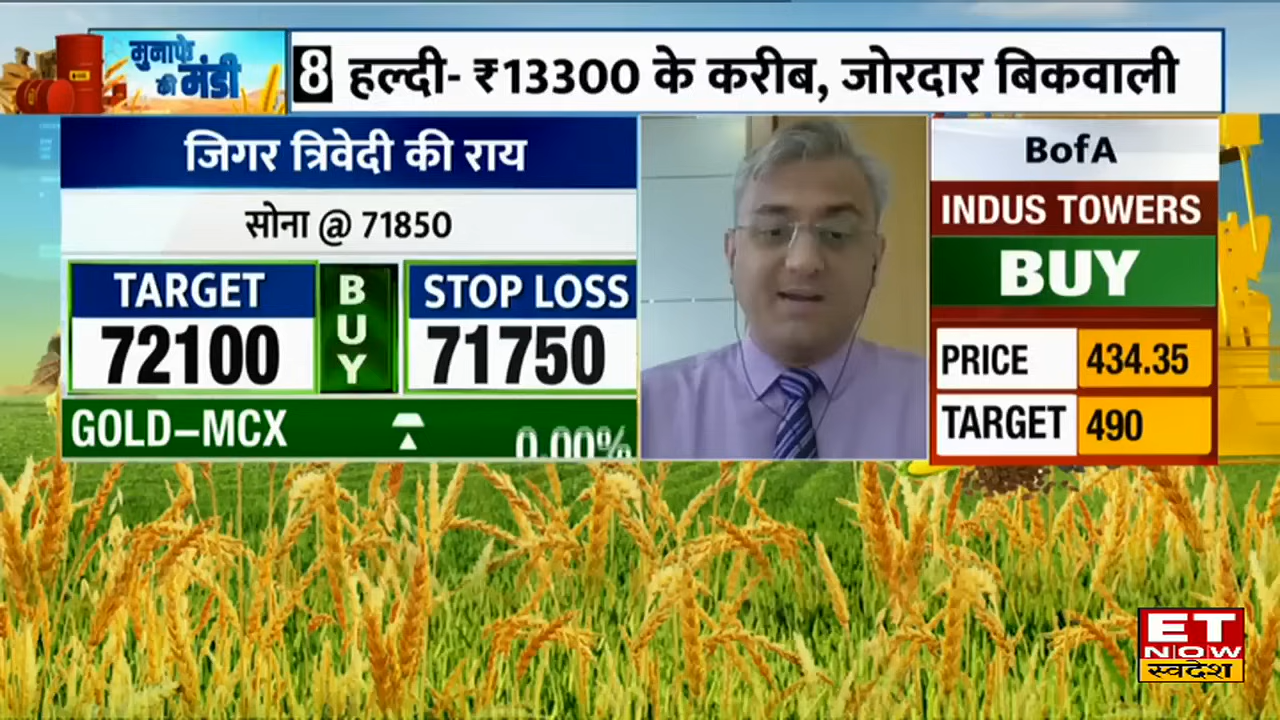 मुनाफे
की मंडी
8 हल्दी- ₹13300 के करीब, जोरदार बिकवाली
जिगर त्रिवेदी की राय
सोना @ 71850
TARGET
72100
BUY
STOP LOSS
71750
GOLD–MCX
0.00%
BofA
INDUS TOWERS
BUY
PRICE 434.35
TARGET 490
ET
NOW
स्वदेश